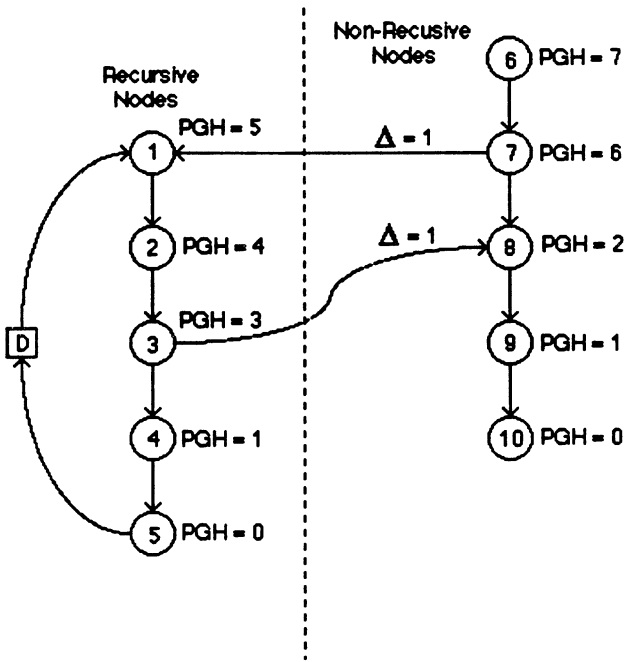 Non-Recusive
Nodes
6 PGH = 7
Recursive
Nodes
PGH = 5
1
Δ = 1
7 PGH = 6
2 PGH = 4
Δ = 1
8 PGH = 2
PGH = 3
3
D
9 PGH = 1
4 PGH = 1
10 PGH = 0
5 PGH = 0